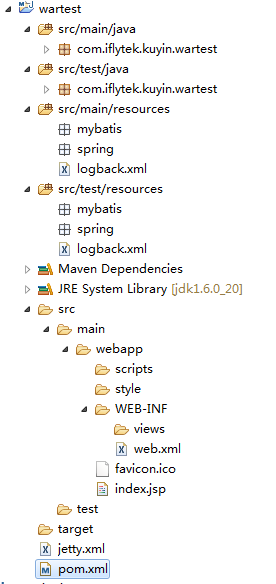 wartest
src/main/java
com.iflytek.kuyin.wartest
src/test/java
com.iflytek.kuyin.wartest
src/main/resources
mybatis
spring
logback.xml
src/test/resources
mybatis
spring
logback.xml
Maven Dependencies
JRE System Library [jdk1.6.0_20]
src
main
webapp
scripts
style
WEB-INF
views
web.xml
favicon.ico
index.jsp
test
target
jetty.xml
pom.xml